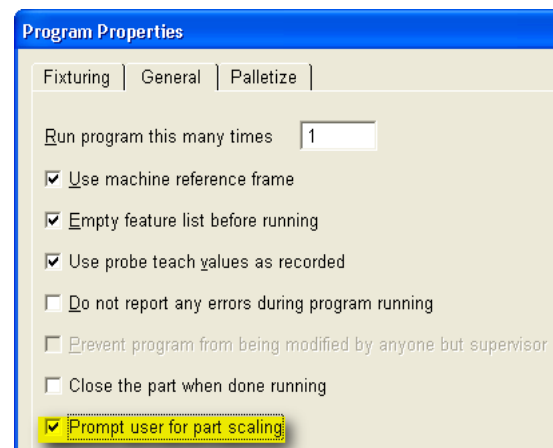 Program Properties
Fixturing General Palletize
Run program this many times 1
Use machine reference frame
Empty feature list before running
Use probe teach values as recorded
Do not report any errors during program running
Prevent program from being modified by anyone but supervisor
Close the part when done running
Prompt user for part scaling